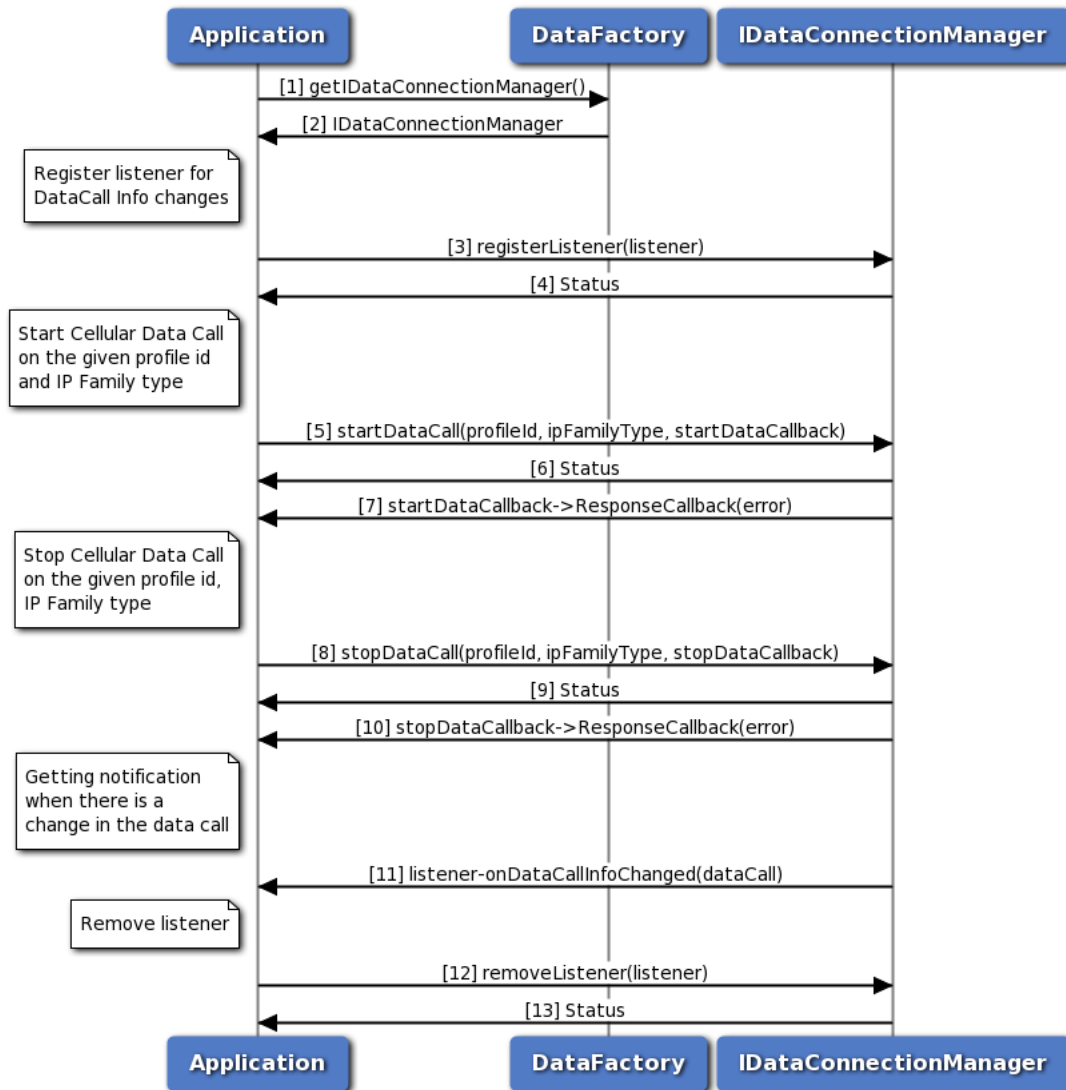 Application
DataFactory
IDataConnectionManager
[1] getIDataConnectionManager()
[2] IDataConnectionManager
Register listener for
DataCall Info changes
[3] registerListener(listener)
[4] Status
Start Cellular Data Call
on the given profile id
and IP Family type
[5] startDataCall(profileId, ipFamilyType, startDataCallback)
[6] Status
[7] startDataCallback->ResponseCallback(error)
Stop Cellular Data Call
on the given profile id,
IP Family type
[8] stopDataCall(profileId, ipFamilyType, stopDataCallback)
[9] Status
[10] stopDataCallback->ResponseCallback(error)
Getting notification
when there is a
change in the data call
[11] listener-onDataCallInfoChanged(dataCall)
Remove listener
[12] removeListener(listener)
[13] Status
Application
DataFactory
IDataConnectionManager